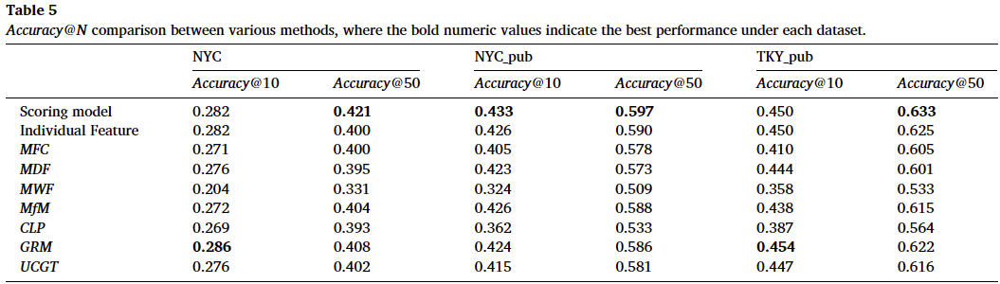 Table 5
Accuracy@N comparison between various methods, where the bold numeric values indicate the best performance under each dataset.
NYC NYC_pub TKY_pub
Accuracy@10 Accuracy@50 Accuracy@10 Accuracy@50 Accuracy@10 Accuracy@50
Scoring model 0.282 0.421 0.433 0.597 0.450 0.633
Individual Feature 0.282 0.400 0.426 0.590 0.450 0.625
MFC 0.271 0.400 0.405 0.578 0.410 0.605
MDF 0.276 0.395 0.423 0.573 0.444 0.601
MWF 0.204 0.331 0.324 0.509 0.358 0.533
MfM 0.272 0.404 0.426 0.588 0.438 0.615
CLP 0.269 0.393 0.362 0.533 0.387 0.564
GRM 0.286 0.408 0.424 0.586 0.454 0.622
UCGT 0.276 0.402 0.415 0.581 0.447 0.616